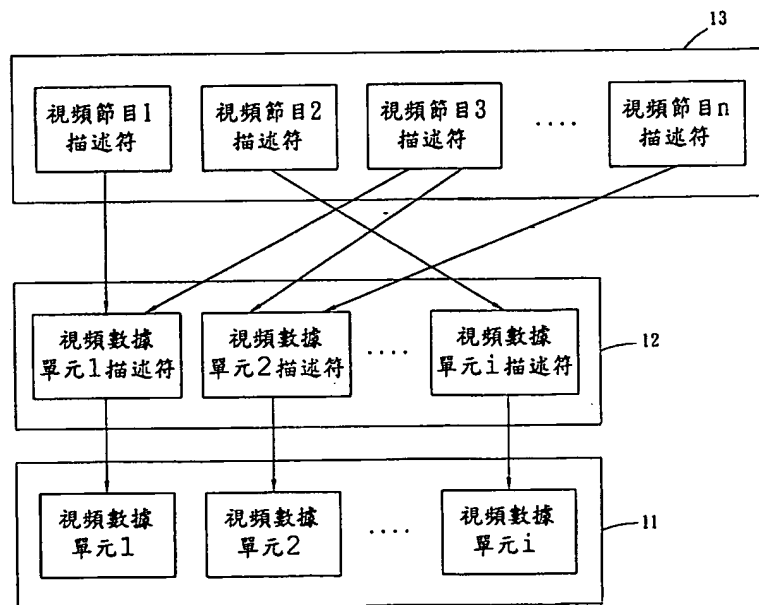 13
視頻節目1
描述符
視頻節目2
描述符
視頻節目3
描述符
....
視頻節目n
描述符
視頻數據
單元1描述符
視頻數據
單元2描述符
....
視頻數據
單元i描述符
12
視頻數據
單元1
視頻數據
單元2
....
視頻數據
單元i
11